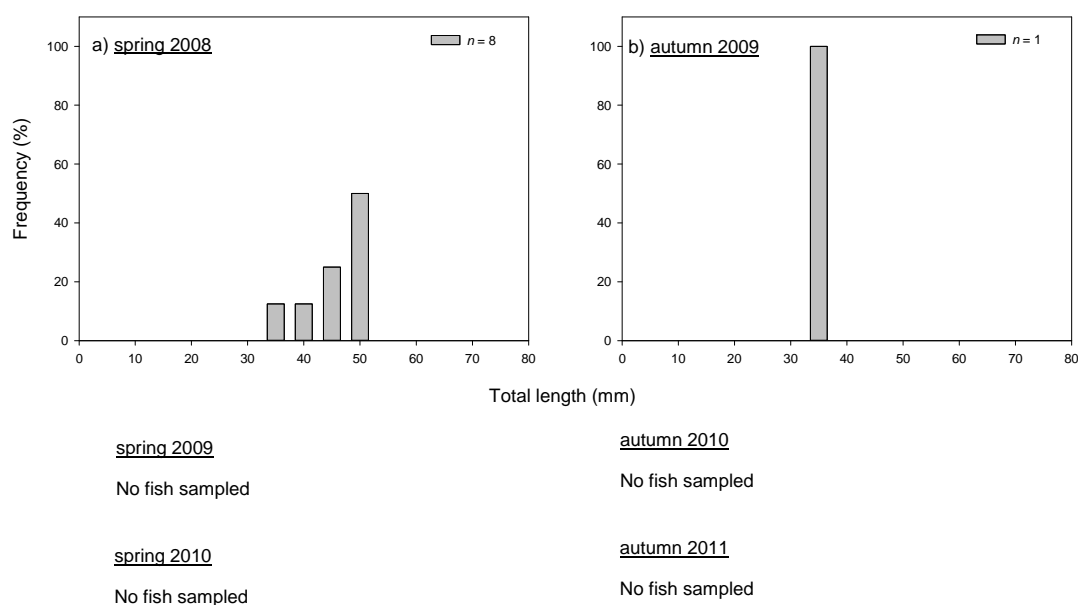 a) spring 2008
n = 8
b) autumn 2009
n = 1
Frequency (%)
100
80
60
40
20
0
0 10 20 30 40 50 60 70 80
100
80
60
40
20
0
0 10 20 30 40 50 60 70 80
Total length (mm)
spring 2009
No fish sampled
autumn 2010
No fish sampled
spring 2010
No fish sampled
autumn 2011
No fish sampled